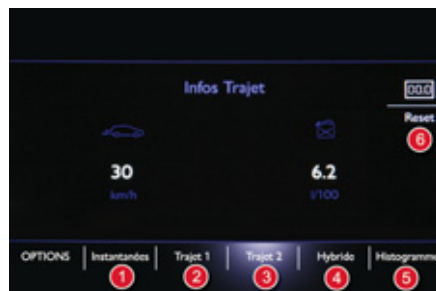 Infos Trajet
00.0
Reset
6
30
6.2
km/h
l/100
OPTIONS
Instantanées
Trajet 1
Trajet 2
Hybride
Histogramme
1
2
3
4
5